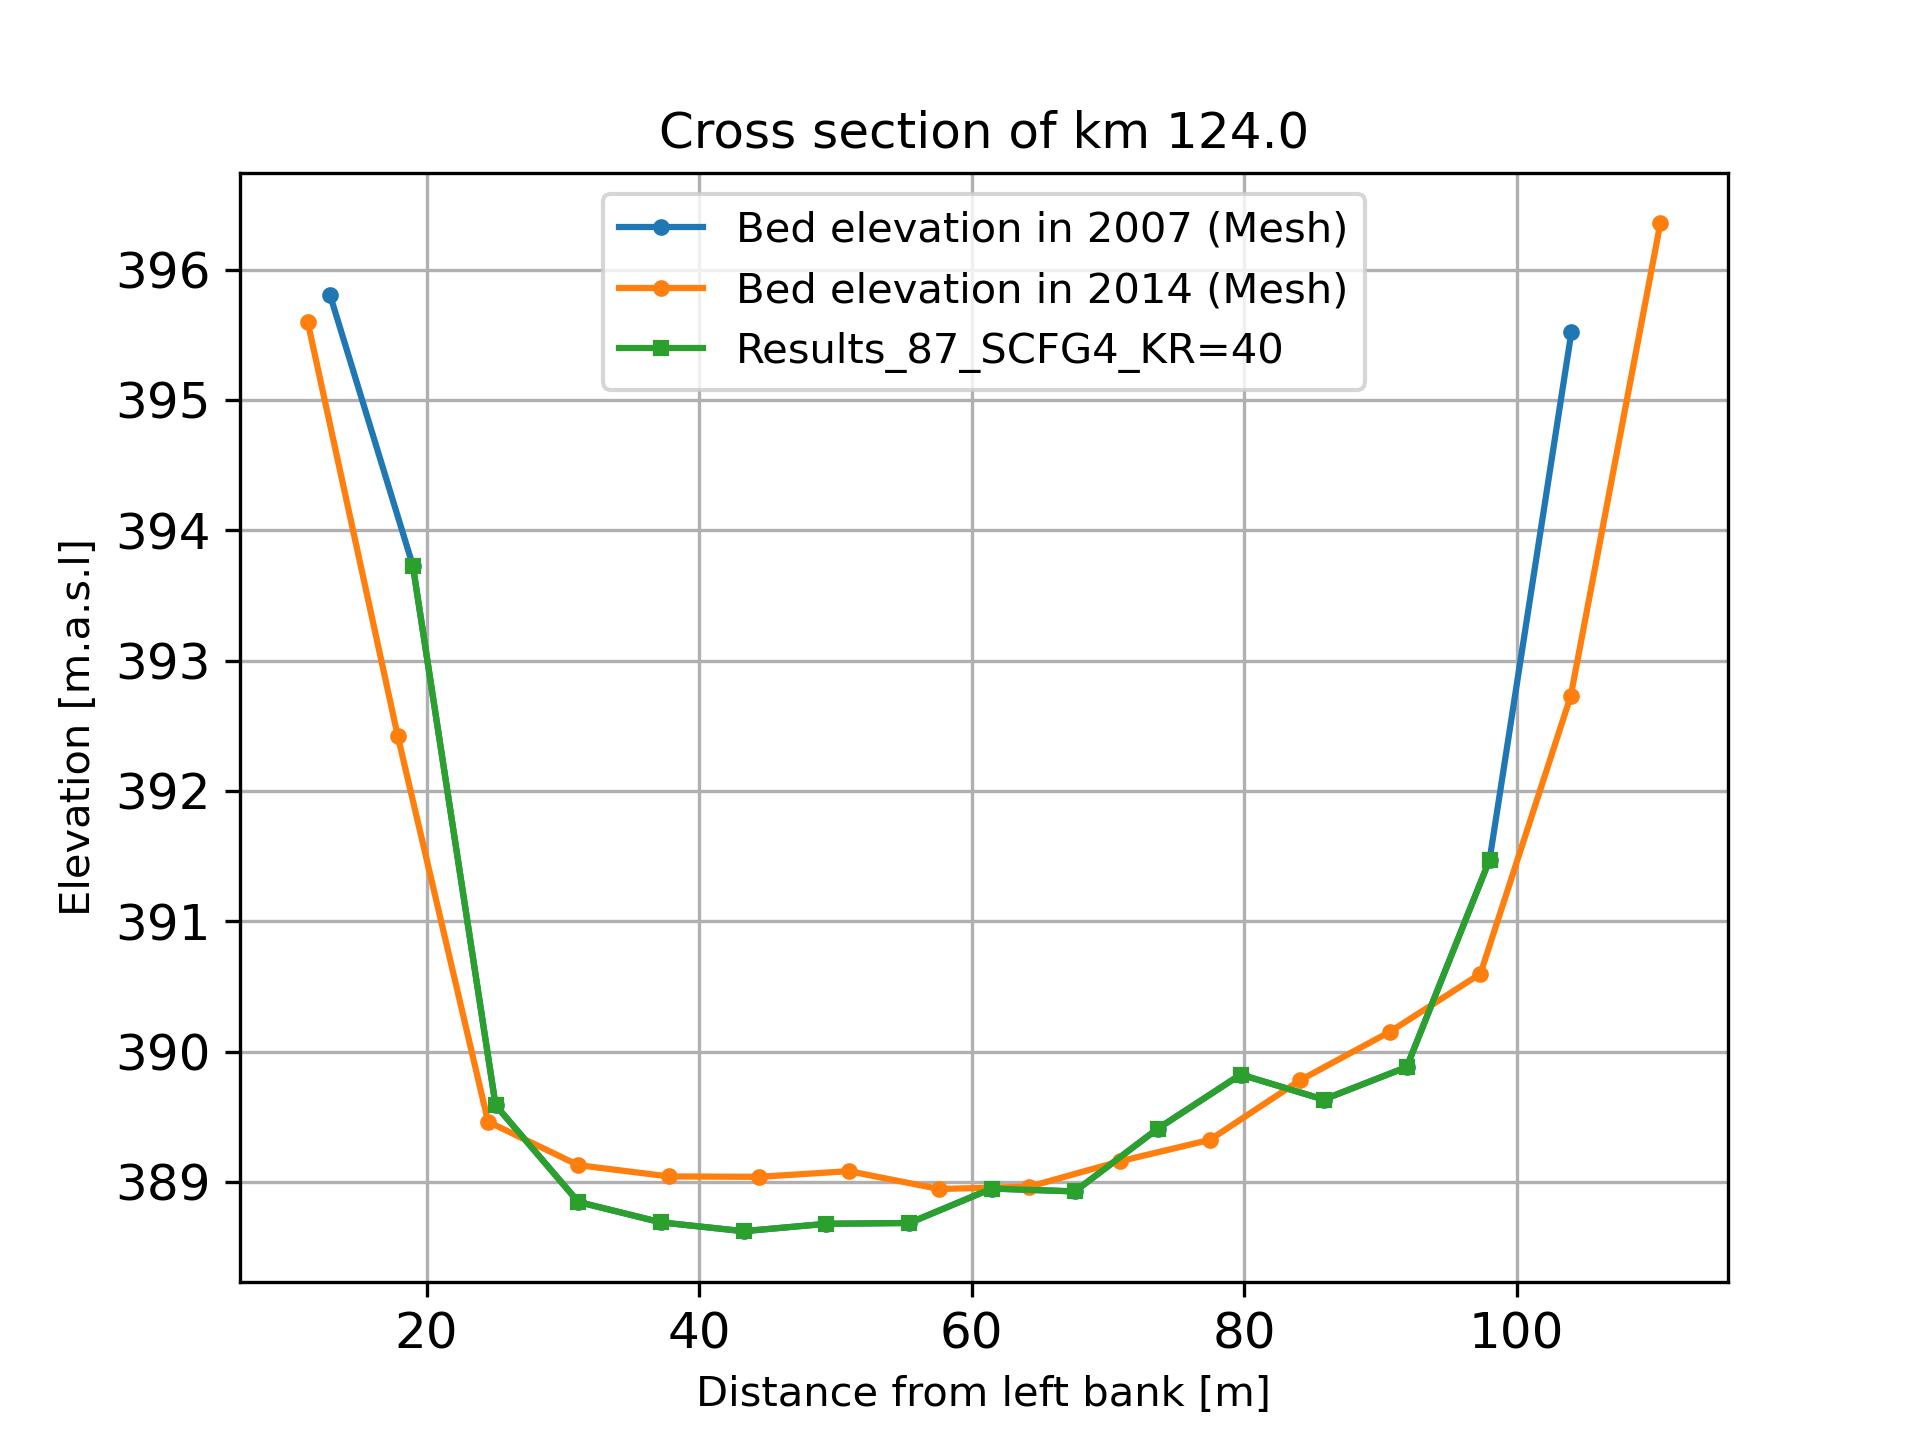 Cross section of km 124.0
Bed elevation in 2007 (Mesh)
Bed elevation in 2014 (Mesh)
Results_87_SCFG4_KR=40
396
395
394
393
392
391
390
389
Elevation [m.a.s.l]
20 40 60 80 100
Distance from left bank [m]